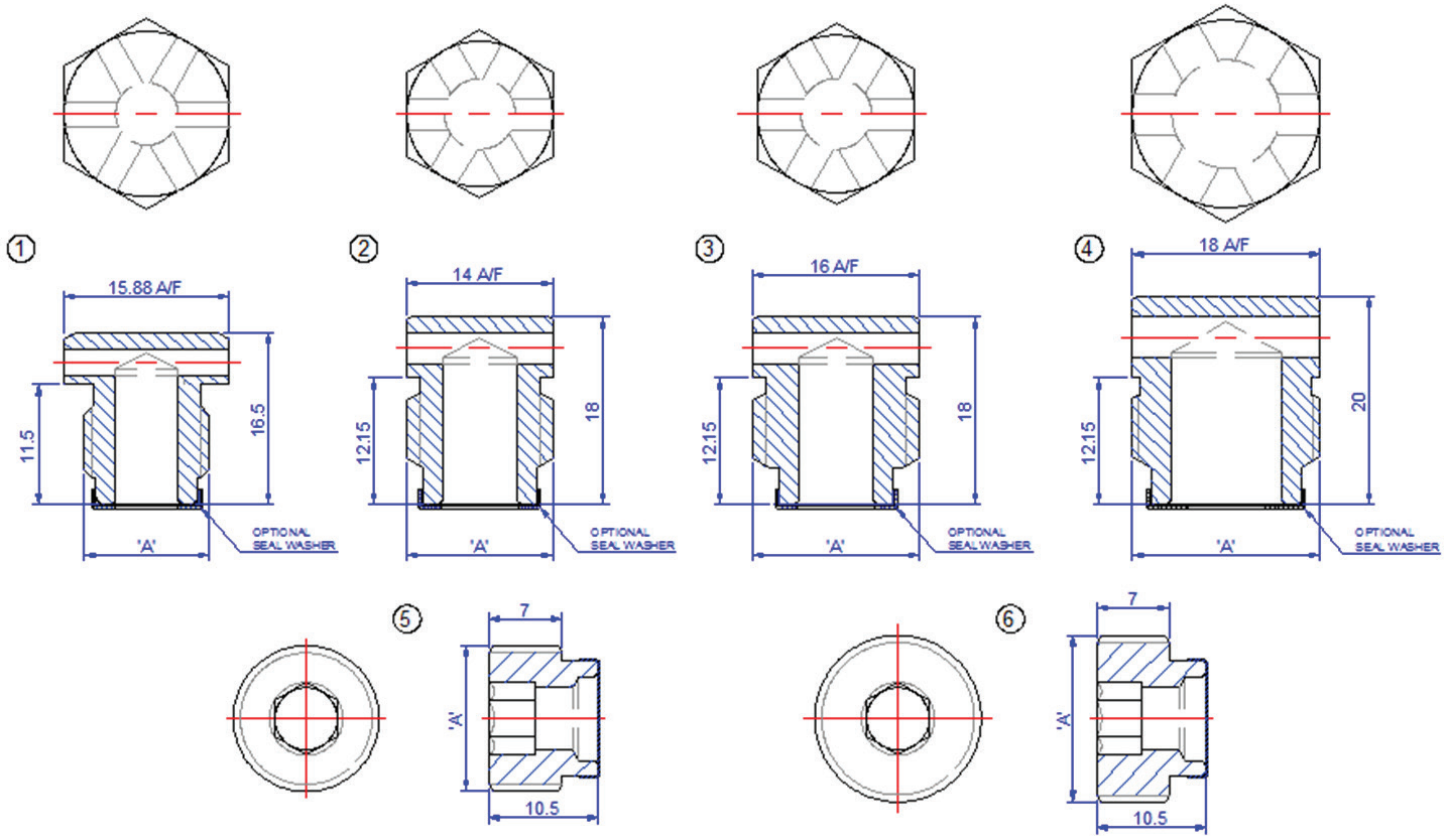 ① ② ③ ④
15.88 A/F 14 A/F 16 A/F 18 A/F
11.5 16.5 12.15 18 12.15 18 12.15 20
OPTIONAL
SEAL WASHER
OPTIONAL
SEAL WASHER
OPTIONAL
SEAL WASHER
OPTIONAL
SEAL WASHER
'A' 'A' 'A' 'A'
⑤ 7 ⑥ 7
'A' 'A'
10.5 10.5